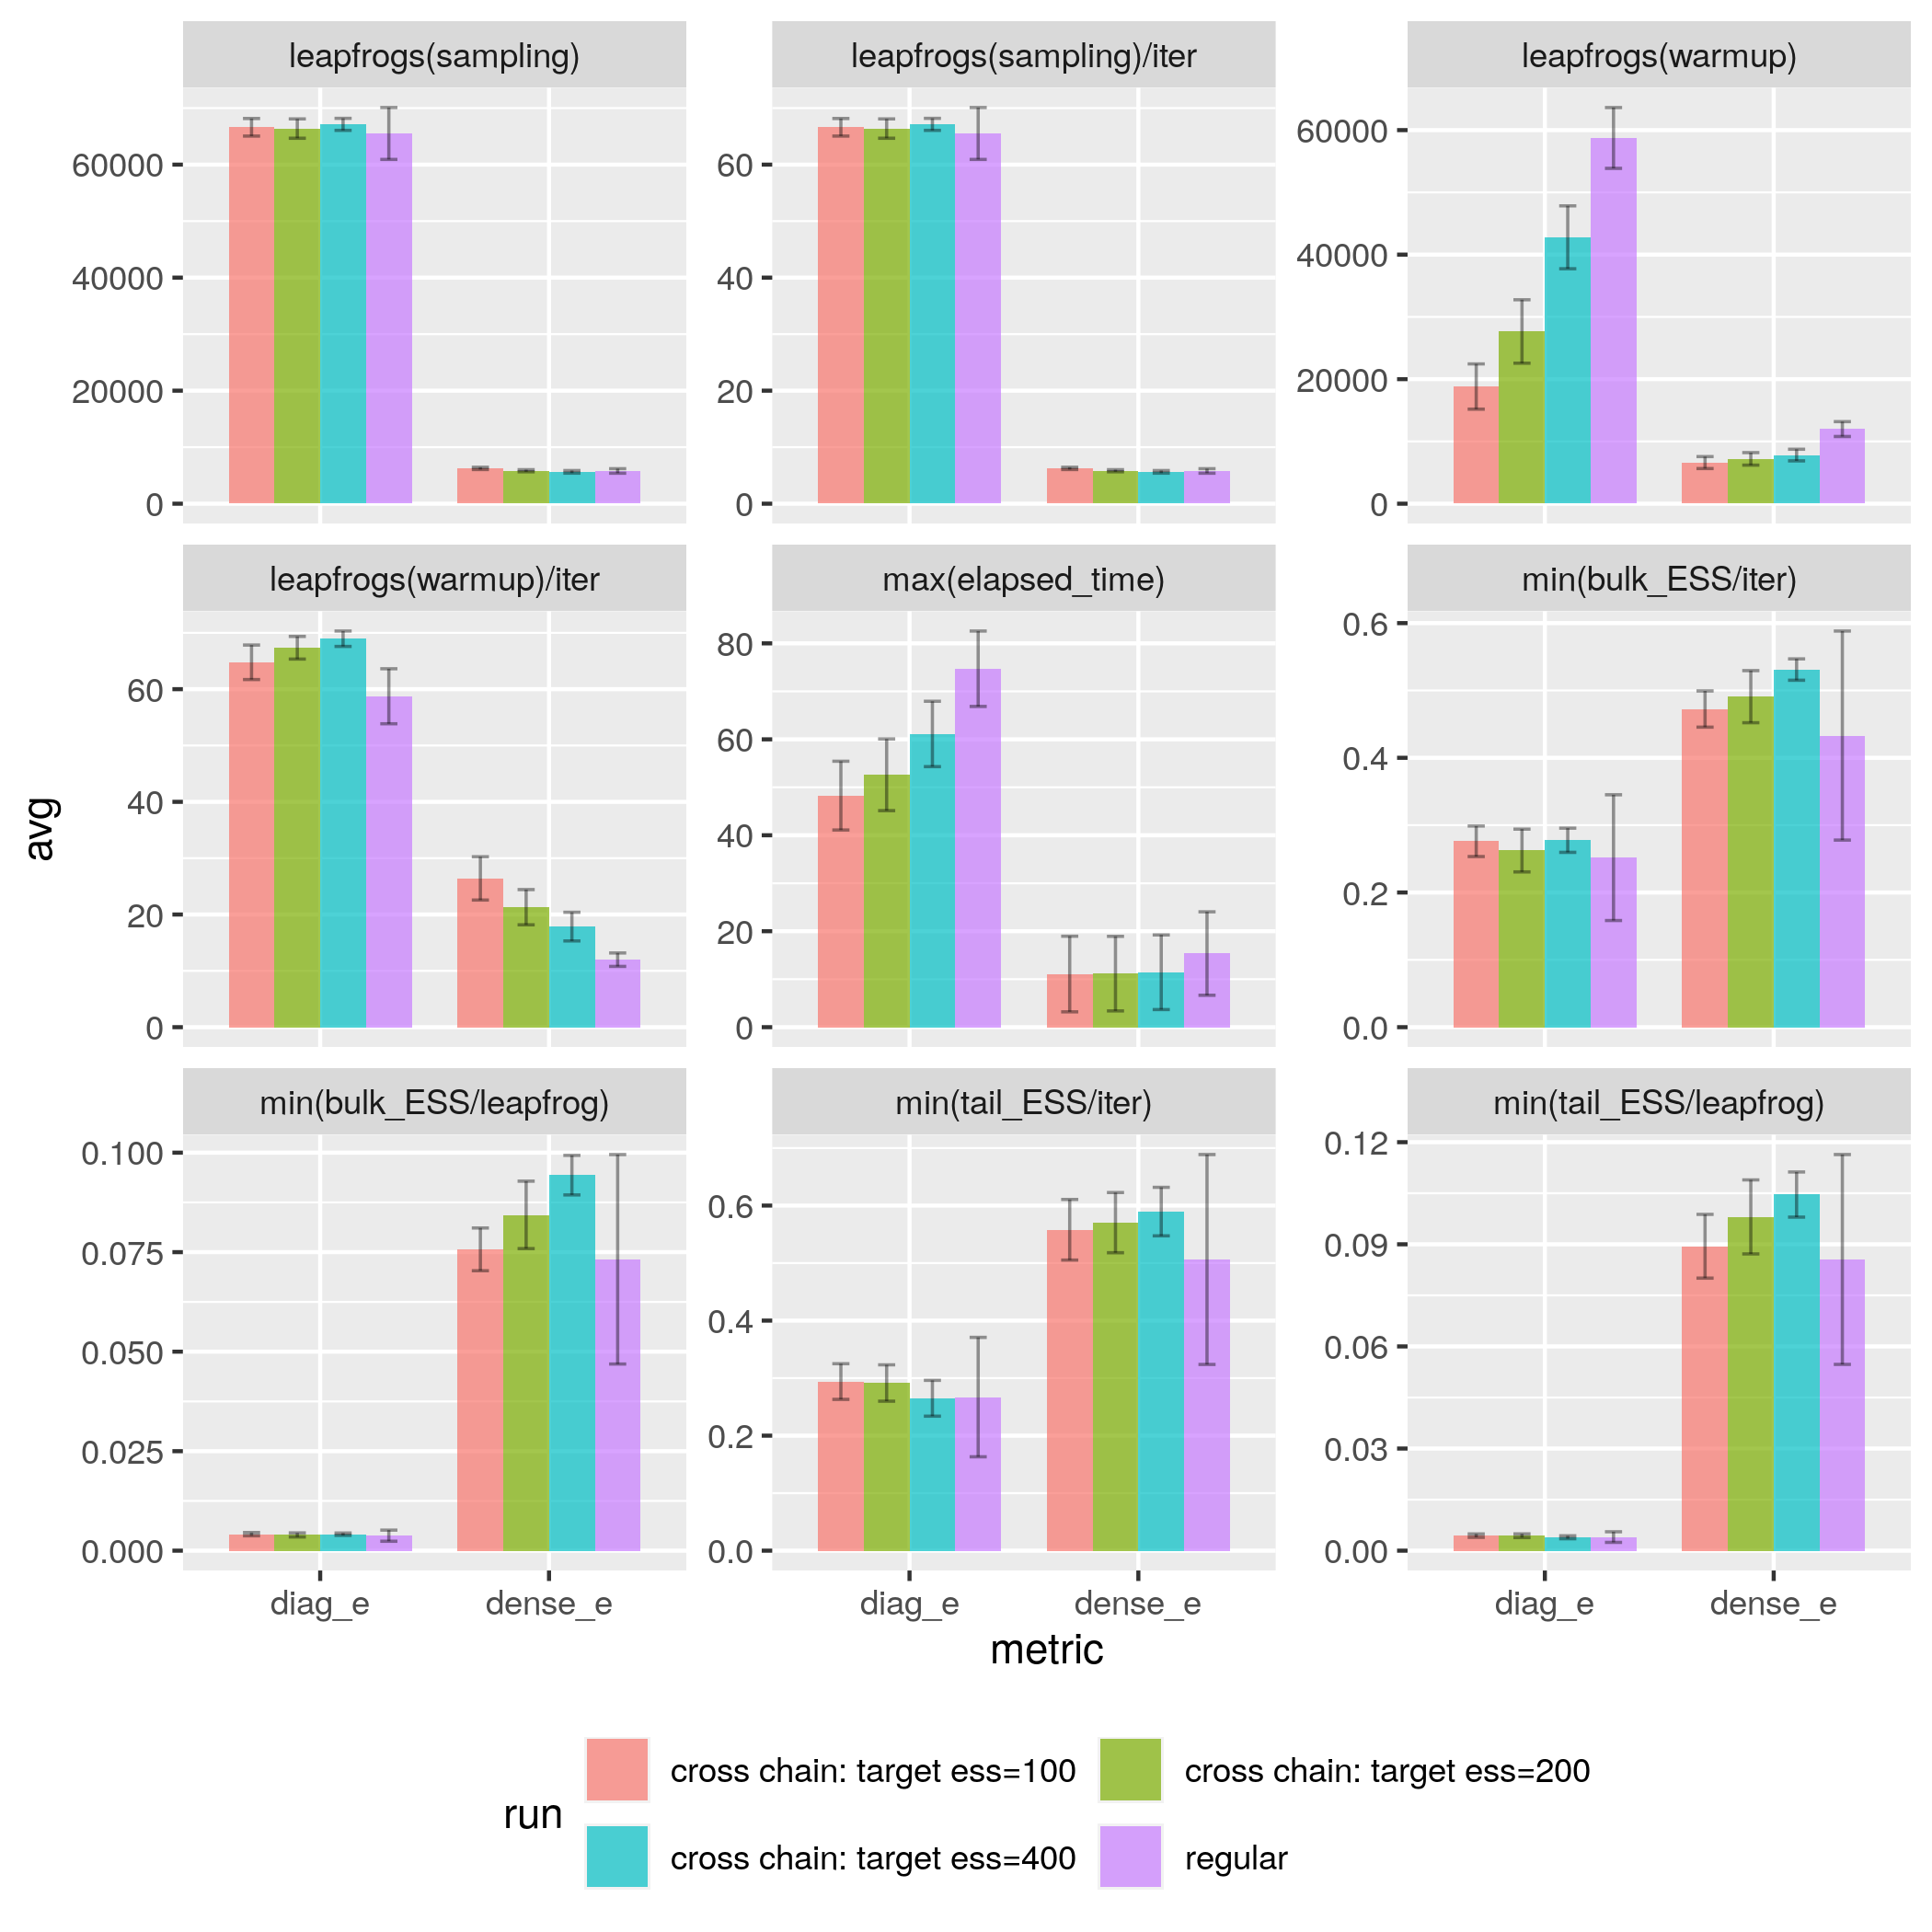 leapfrogs(sampling)
leapfrogs(sampling)/iter
leapfrogs(warmup)
60000
40000
20000
0
60
40
20
0
60000
40000
20000
0
leapfrogs(warmup)/iter
max(elapsed_time)
min(bulk_ESS/iter)
60
40
20
0
80
60
40
20
0
0.6
0.4
0.2
0.0
min(bulk_ESS/leapfrog)
min(tail_ESS/iter)
min(tail_ESS/leapfrog)
0.100
0.075
0.050
0.025
0.000
0.6
0.4
0.2
0.0
0.12
0.09
0.06
0.03
0.00
diag_e
dense_e
diag_e
dense_e
diag_e
dense_e
avg
metric
run
cross chain: target ess=100
cross chain: target ess=200
cross chain: target ess=400
regular